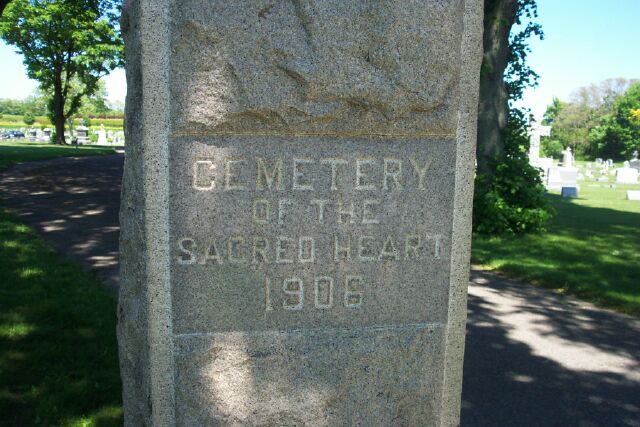 CEMETERY
OF THE
SACRED HEART
1906